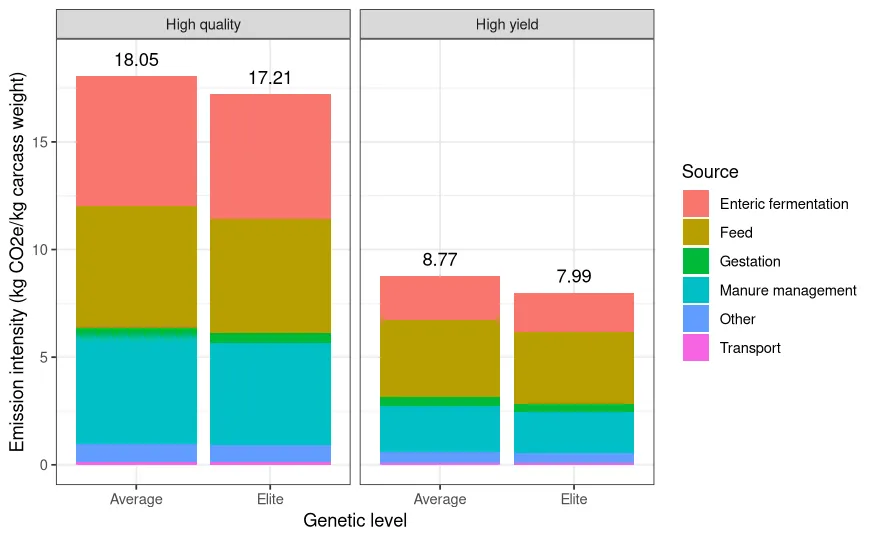 High quality
High yield
18.05
17.21
8.77
7.99
Emission intensity (kg CO2e/kg carcass weight)
15
10
5
0
Average
Elite
Average
Elite
Genetic level
Source
Enteric fermentation
Feed
Gestation
Manure management
Other
Transport